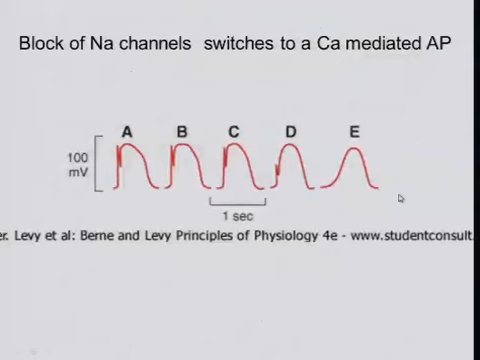 Block of Na channels switches to a Ca mediated AP
A B C D E
100
mV
1 sec
er. Levy et al: Berne and Levy Principles of Physiology 4e - www.studentconsult.